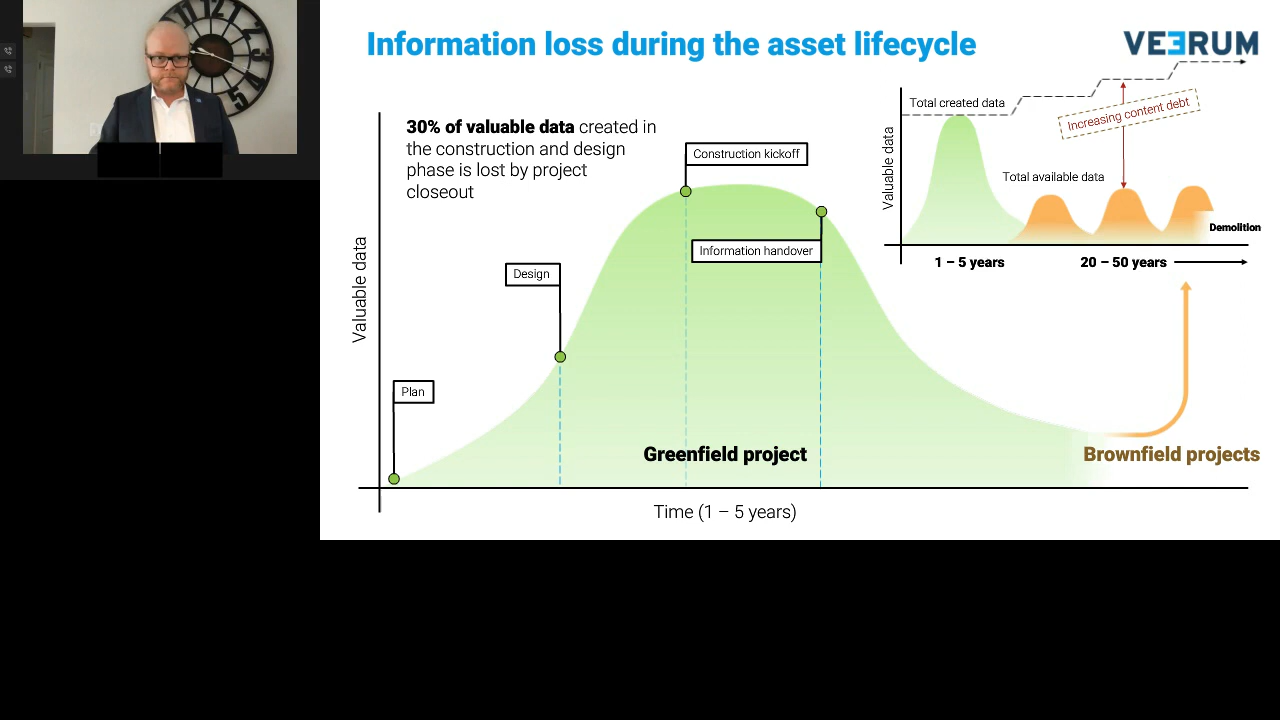 Information loss during the asset lifecycle
VEERUM
30% of valuable data created in
the construction and design
phase is lost by project
closeout
Valuable data
Plan
Design
Construction kickoff
Information handover
Greenfield project
Brownfield projects
Time (1 – 5 years)
Total created data
Increasing content debt
Valuable data
Total available data
Demolition
1 – 5 years
20 – 50 years